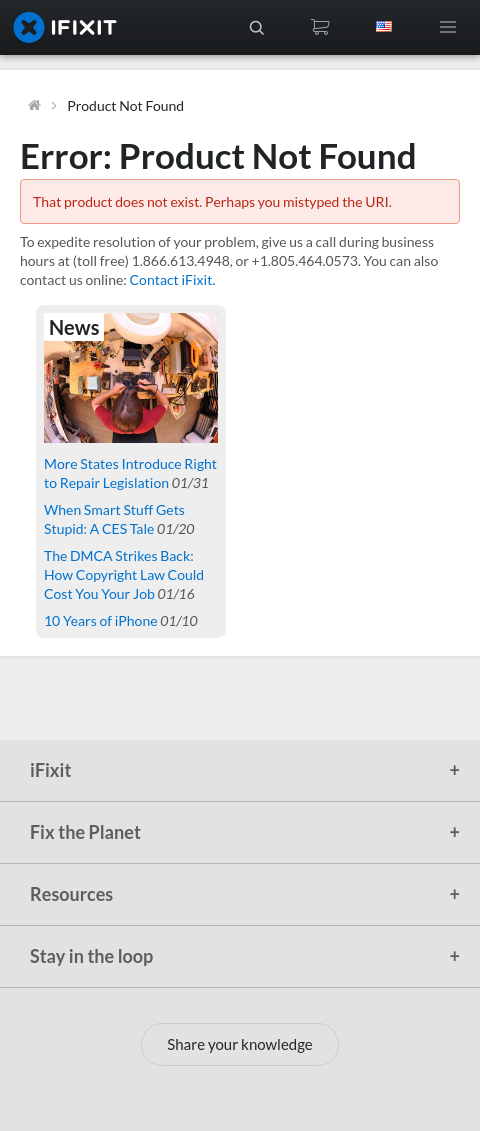 IFIXIT
Product Not Found
Error: Product Not Found
That product does not exist. Perhaps you mistyped the URI.
To expedite resolution of your problem, give us a call during business
hours at (toll free) 1.866.613.4948, or +1.805.464.0573. You can also
contact us online: Contact iFixit.
News
More States Introduce Right
to Repair Legislation 01/31
When Smart Stuff Gets
Stupid: A CES Tale 01/20
The DMCA Strikes Back:
How Copyright Law Could
Cost You Your Job 01/16
10 Years of iPhone 01/10
iFixit +
Fix the Planet +
Resources +
Stay in the loop +
Share your knowledge